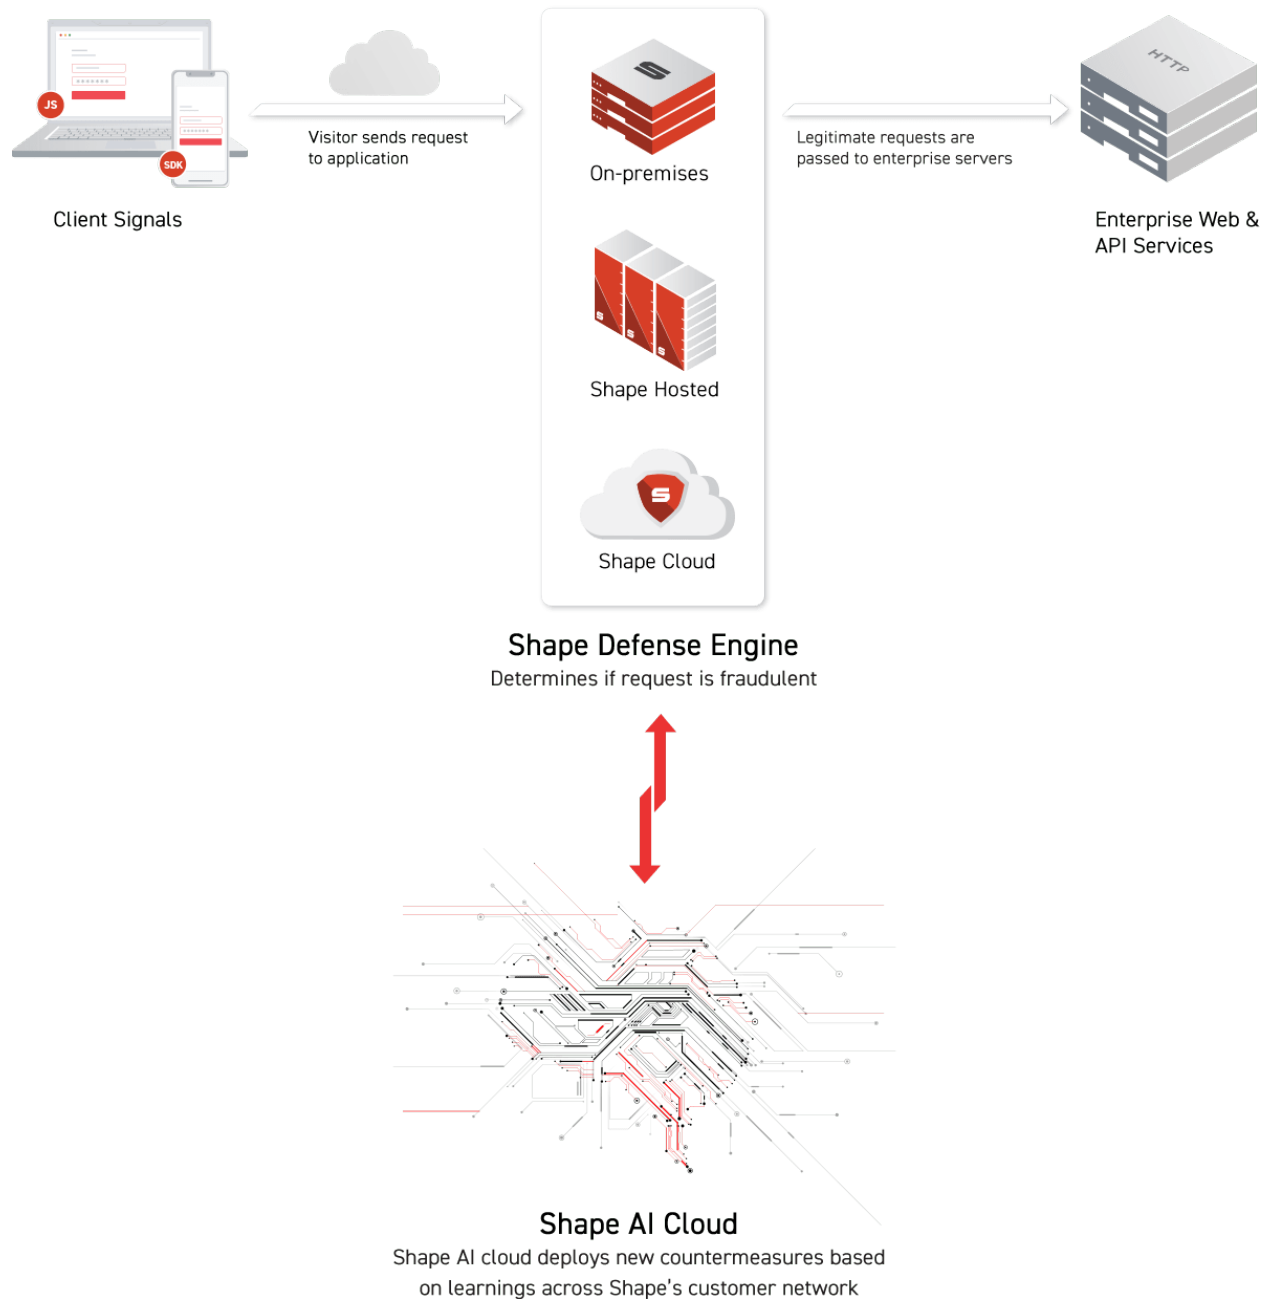 JS
SDK
Client Signals
Visitor sends request
to application
S
On-premises
S
S
S
Shape Hosted
S
Shape Cloud
Legitimate requests are
passed to enterprise servers
HTTP
Enterprise Web &
API Services
Shape Defense Engine
Determines if request is fraudulent
Shape AI Cloud
Shape AI cloud deploys new countermeasures based
on learnings across Shape's customer network